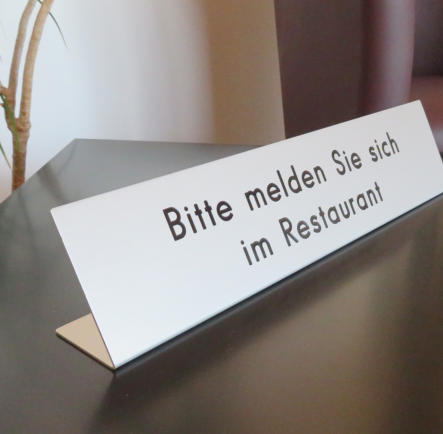 Bitte melden Sie sich
im Restaurant